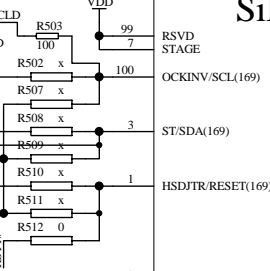 CLD
VDD
Sil
R503
99
RSVD
7
STAGE
100
R502 x
100
OCKINV/SCL(169)
R507 x
R508 x
3
ST/SDA(169)
R509 x
R510 x
1
HSDJTR/RESET(169)
R511 x
R512 0